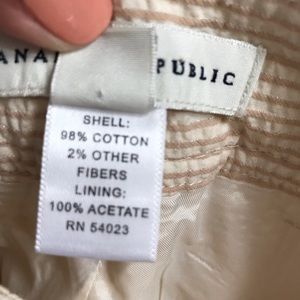 ANA PUBLIC
SHELL:
98% COTTON
2% OTHER
FIBERS
LINING:
100% ACETATE
RN 54023